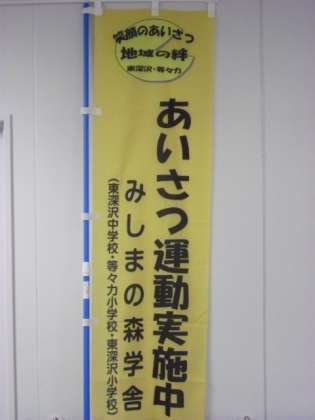 笑顔のあいさつ
地域の絆
東深沢・等々力
あいさつ運動実施中
みしまの森学舎
(東深沢中学校・等々力小学校・東深沢小学校)